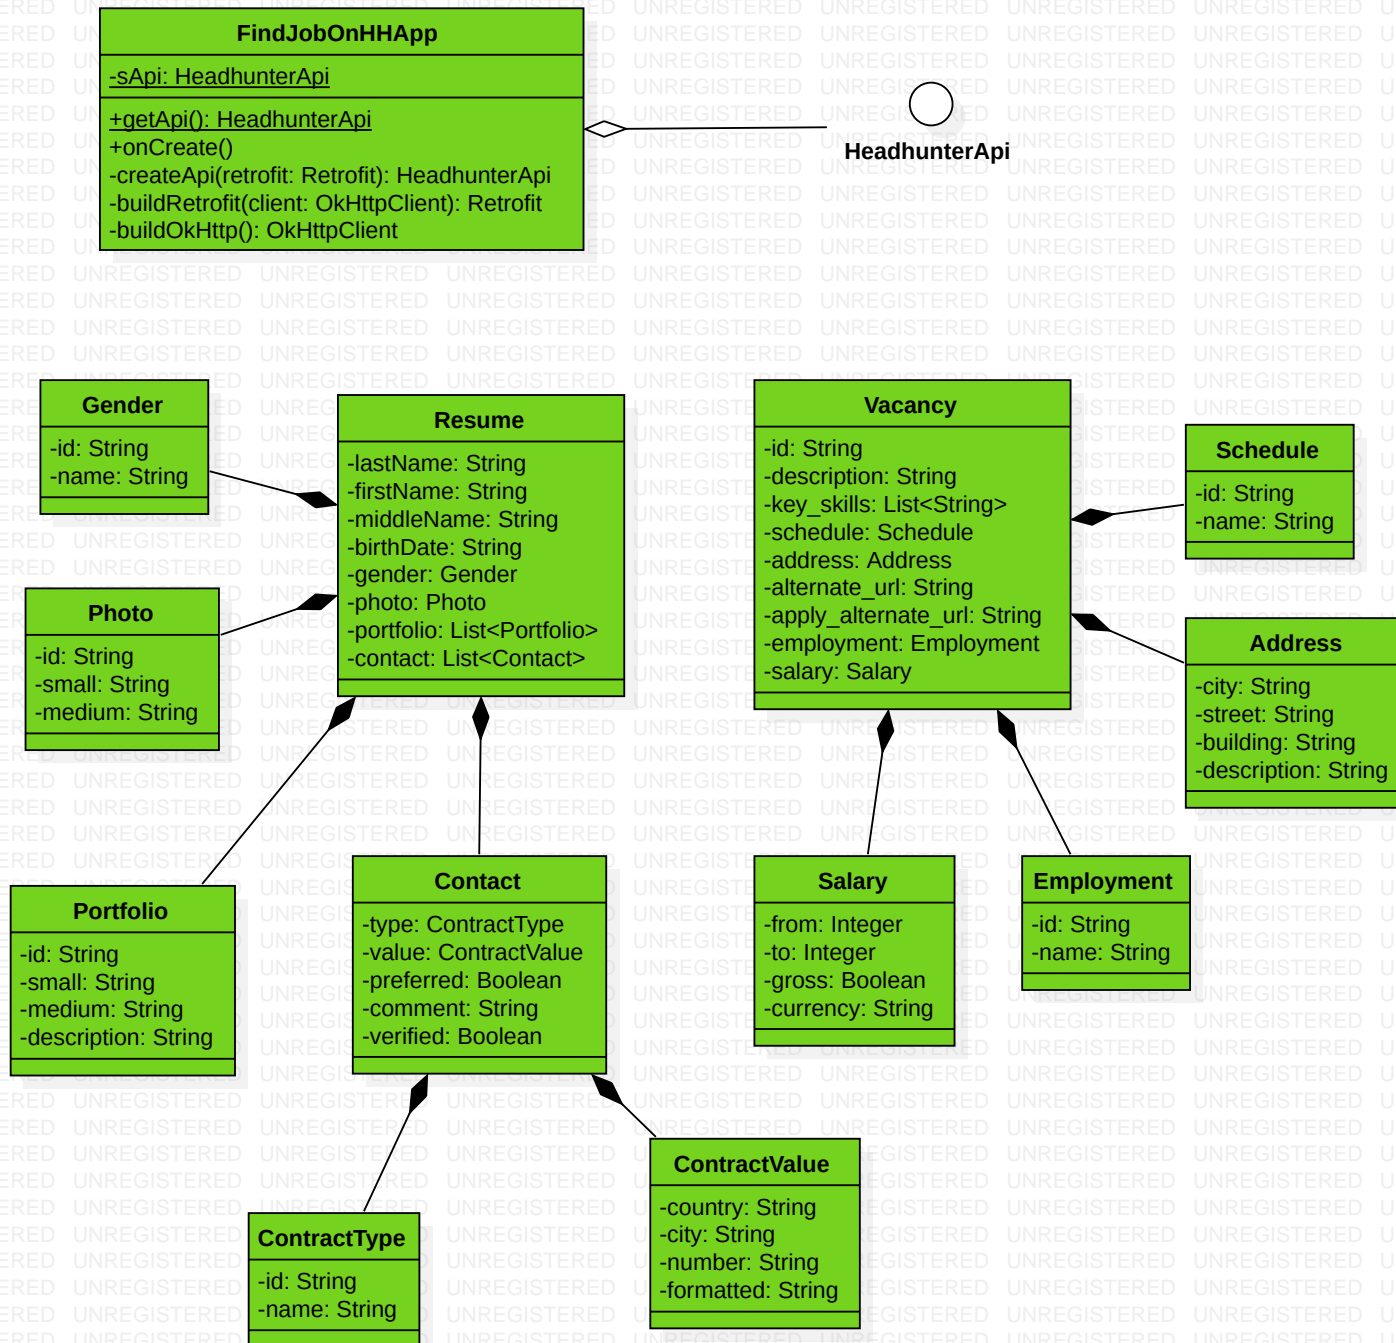 FindJobOnHHApp
-sApi: HeadhunterApi
+getApi(): HeadhunterApi
+onCreate()
-createApi(retrofit: Retrofit): HeadhunterApi
-buildRetrofit(client: OkHttpClient): Retrofit
-buildOkHttp(): OkHttpClient
HeadhunterApi
Gender
-id: String
-name: String
Resume
-lastName: String
-firstName: String
-middleName: String
-birthDate: String
-gender: Gender
-photo: Photo
-portfolio: List<Portfolio>
-contact: List<Contact>
Vacancy
-id: String
-description: String
-key_skills: List<String>
-schedule: Schedule
-address: Address
-alternate_url: String
-apply_alternate_url: String
-employment: Employment
-salary: Salary
Schedule
-id: String
-name: String
Photo
-id: String
-small: String
-medium: String
Address
-city: String
-street: String
-building: String
-description: String
Portfolio
-id: String
-small: String
-medium: String
-description: String
Contact
-type: ContractType
-value: ContractValue
-preferred: Boolean
-comment: String
-verified: Boolean
Salary
-from: Integer
-to: Integer
-gross: Boolean
-currency: String
Employment
-id: String
-name: String
ContractType
-id: String
-name: String
ContractValue
-country: String
-city: String
-number: String
-formatted: String
UNREGISTERED